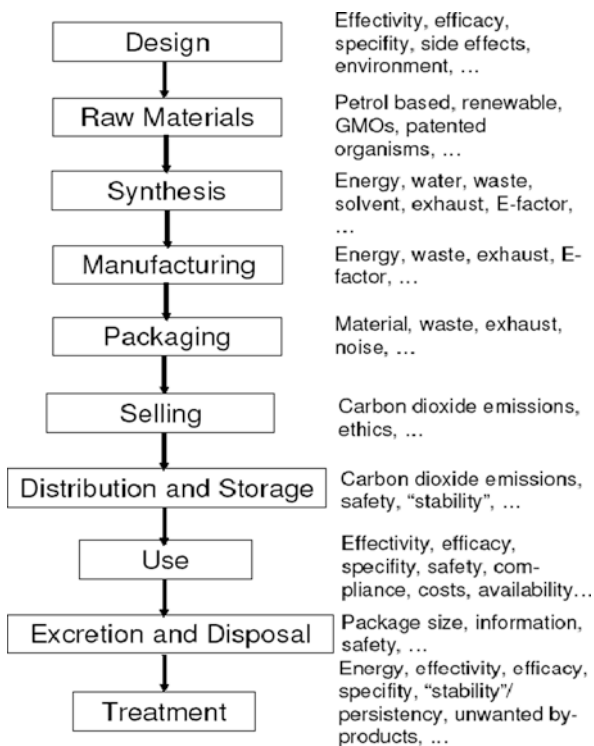 Design
Effectivity, efficacy,
specifity, side effects,
environment, ...
Raw Materials
Petrol based, renewable,
GMOs, patented
organisms, ...
Synthesis
Energy, water, waste,
solvent, exhaust, E-factor,
...
Manufacturing
Energy, waste, exhaust, E-
factor, ...
Packaging
Material, waste, exhaust,
noise, ...
Selling
Carbon dioxide emissions,
ethics, ...
Distribution and Storage
Carbon dioxide emissions,
safety, “stability”, ...
Use
Effectivity, efficacy,
specifity, safety, com-
pliance, costs, availability...
Excretion and Disposal
Package size, information,
safety, ...
Treatment
Energy, effectivity, efficacy,
specifity, “stability”/
persistency, unwanted by-
products, ...